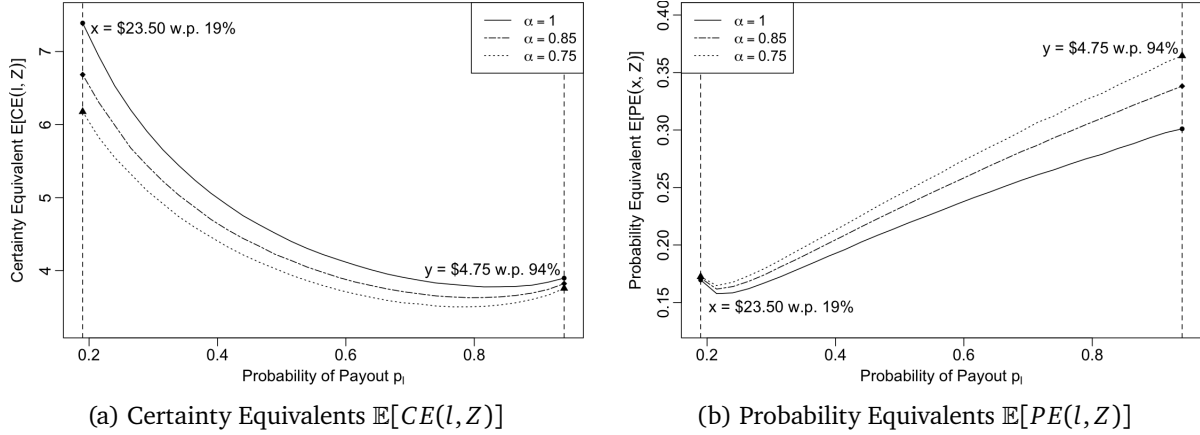 Certainty Equivalent E[CE(l, Z)]
7
6
5
4
x = $23.50 w.p. 19%
α = 1
α = 0.85
α = 0.75
y = $4.75 w.p. 94%
0.2 0.4 0.6 0.8
Probability of Payout pₗ
(a) Certainty Equivalents 𝔼[CE(l, Z)]
Probability Equivalent E[PE(x, Z)]
0.40
0.35
0.30
0.25
0.20
0.15
α = 1
α = 0.85
α = 0.75
y = $4.75 w.p. 94%
x = $23.50 w.p. 19%
0.2 0.4 0.6 0.8
Probability of Payout pₗ
(b) Probability Equivalents 𝔼[PE(l, Z)]